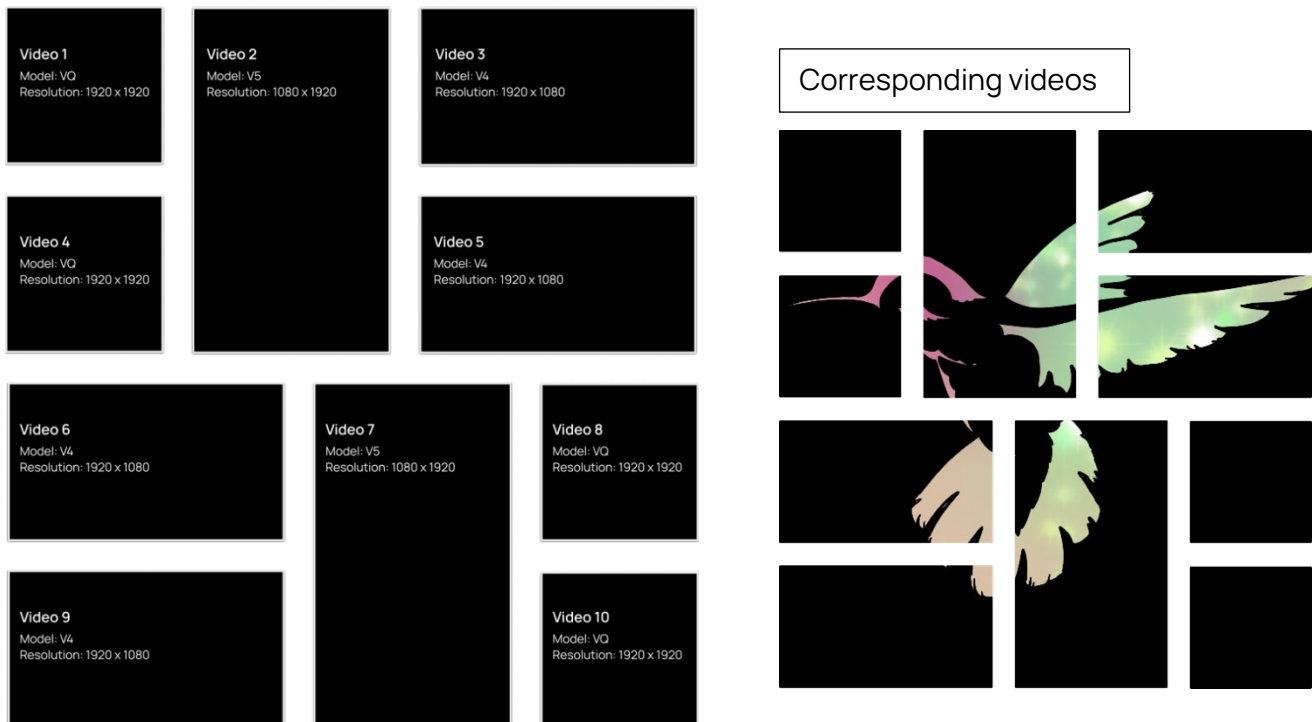 Video 1
Model: VQ
Resolution: 1920 x 1920
Video 2
Model: V5
Resolution: 1080 x 1920
Video 3
Model: V4
Resolution: 1920 x 1080
Corresponding videos
Video 4
Model: VQ
Resolution: 1920 x 1920
Video 5
Model: V4
Resolution: 1920 x 1080
Video 6
Model: V4
Resolution: 1920 x 1080
Video 7
Model: V5
Resolution: 1080 x 1920
Video 8
Model: VQ
Resolution: 1920 x 1920
Video 9
Model: V4
Resolution: 1920 x 1080
Video 10
Model: VQ
Resolution: 1920 x 1920